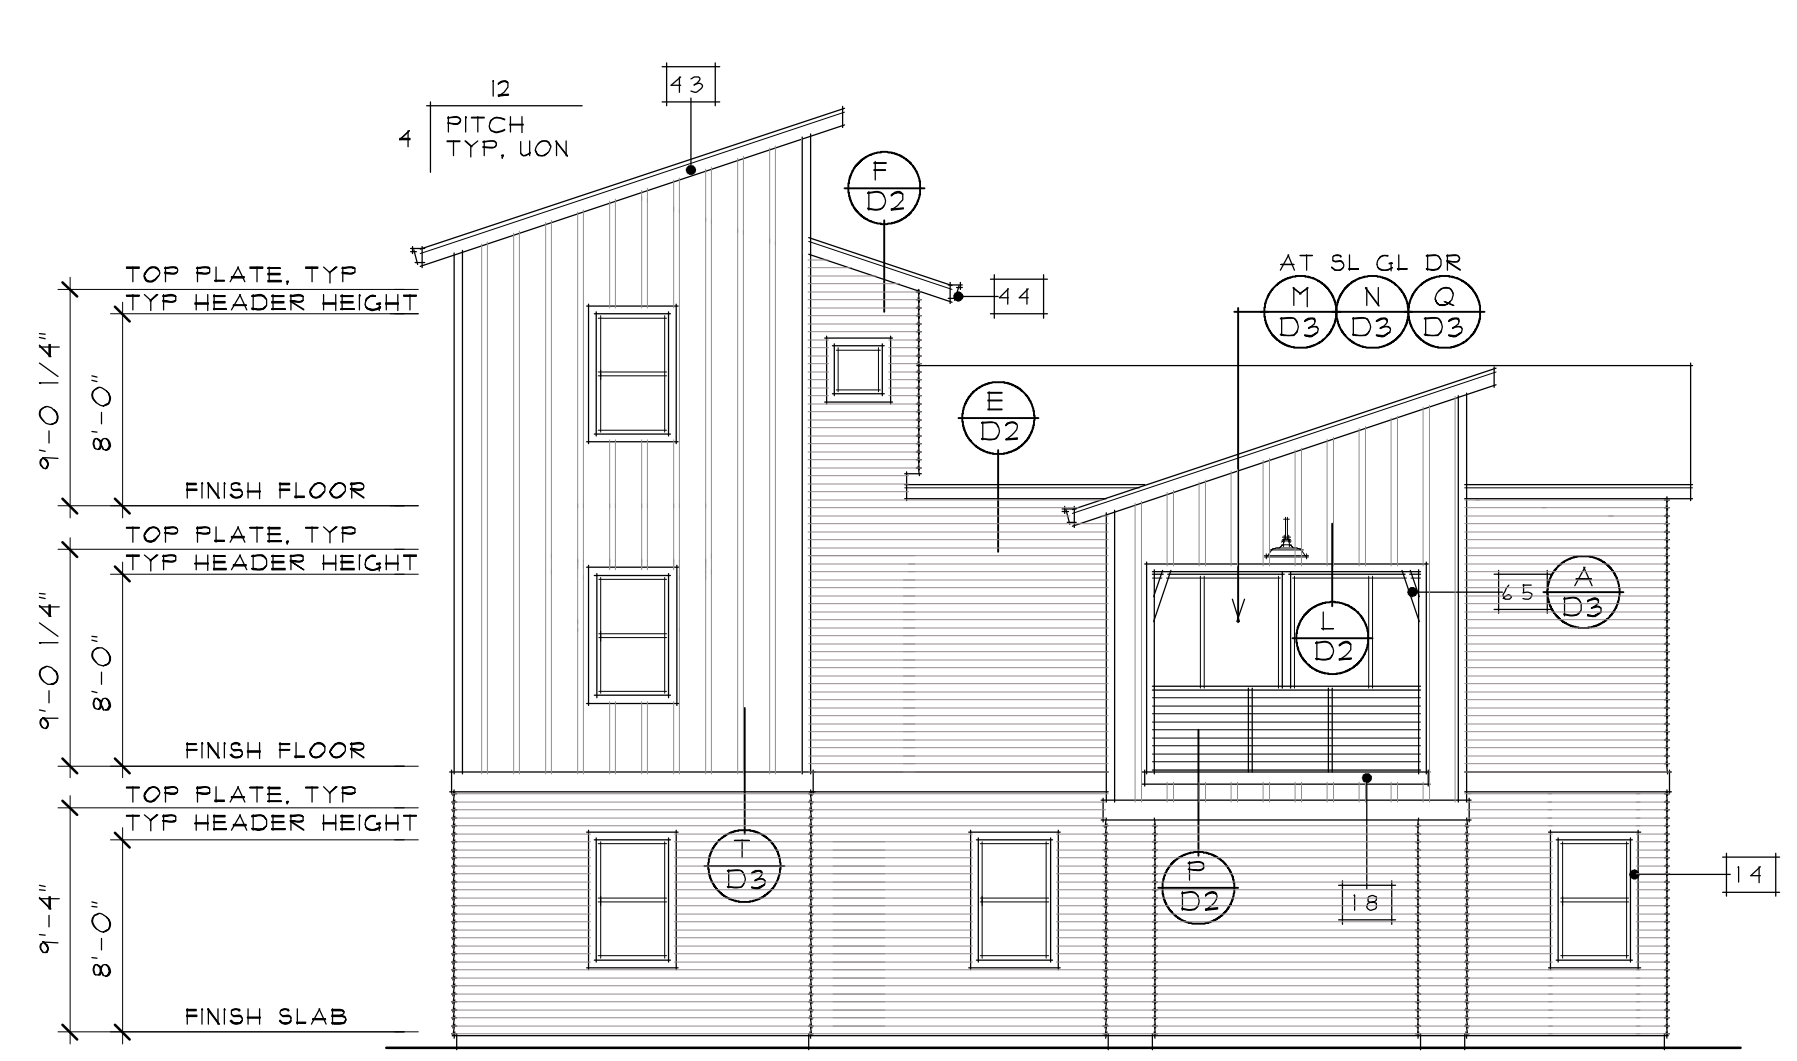 43
12
4
PITCH
TYP, UON
F
D2
TOP PLATE, TYP
TYP HEADER HEIGHT
44
AT SL GL DR
M N Q
D3 D3 D3
9'-0 1/4"
8'-0"
E
D2
FINISH FLOOR
TOP PLATE, TYP
TYP HEADER HEIGHT
65
A
D3
L
D2
9'-0 1/4"
8'-0"
FINISH FLOOR
TOP PLATE, TYP
TYP HEADER HEIGHT
T
D3
P
D2
18
14
9'-4"
8'-0"
FINISH SLAB